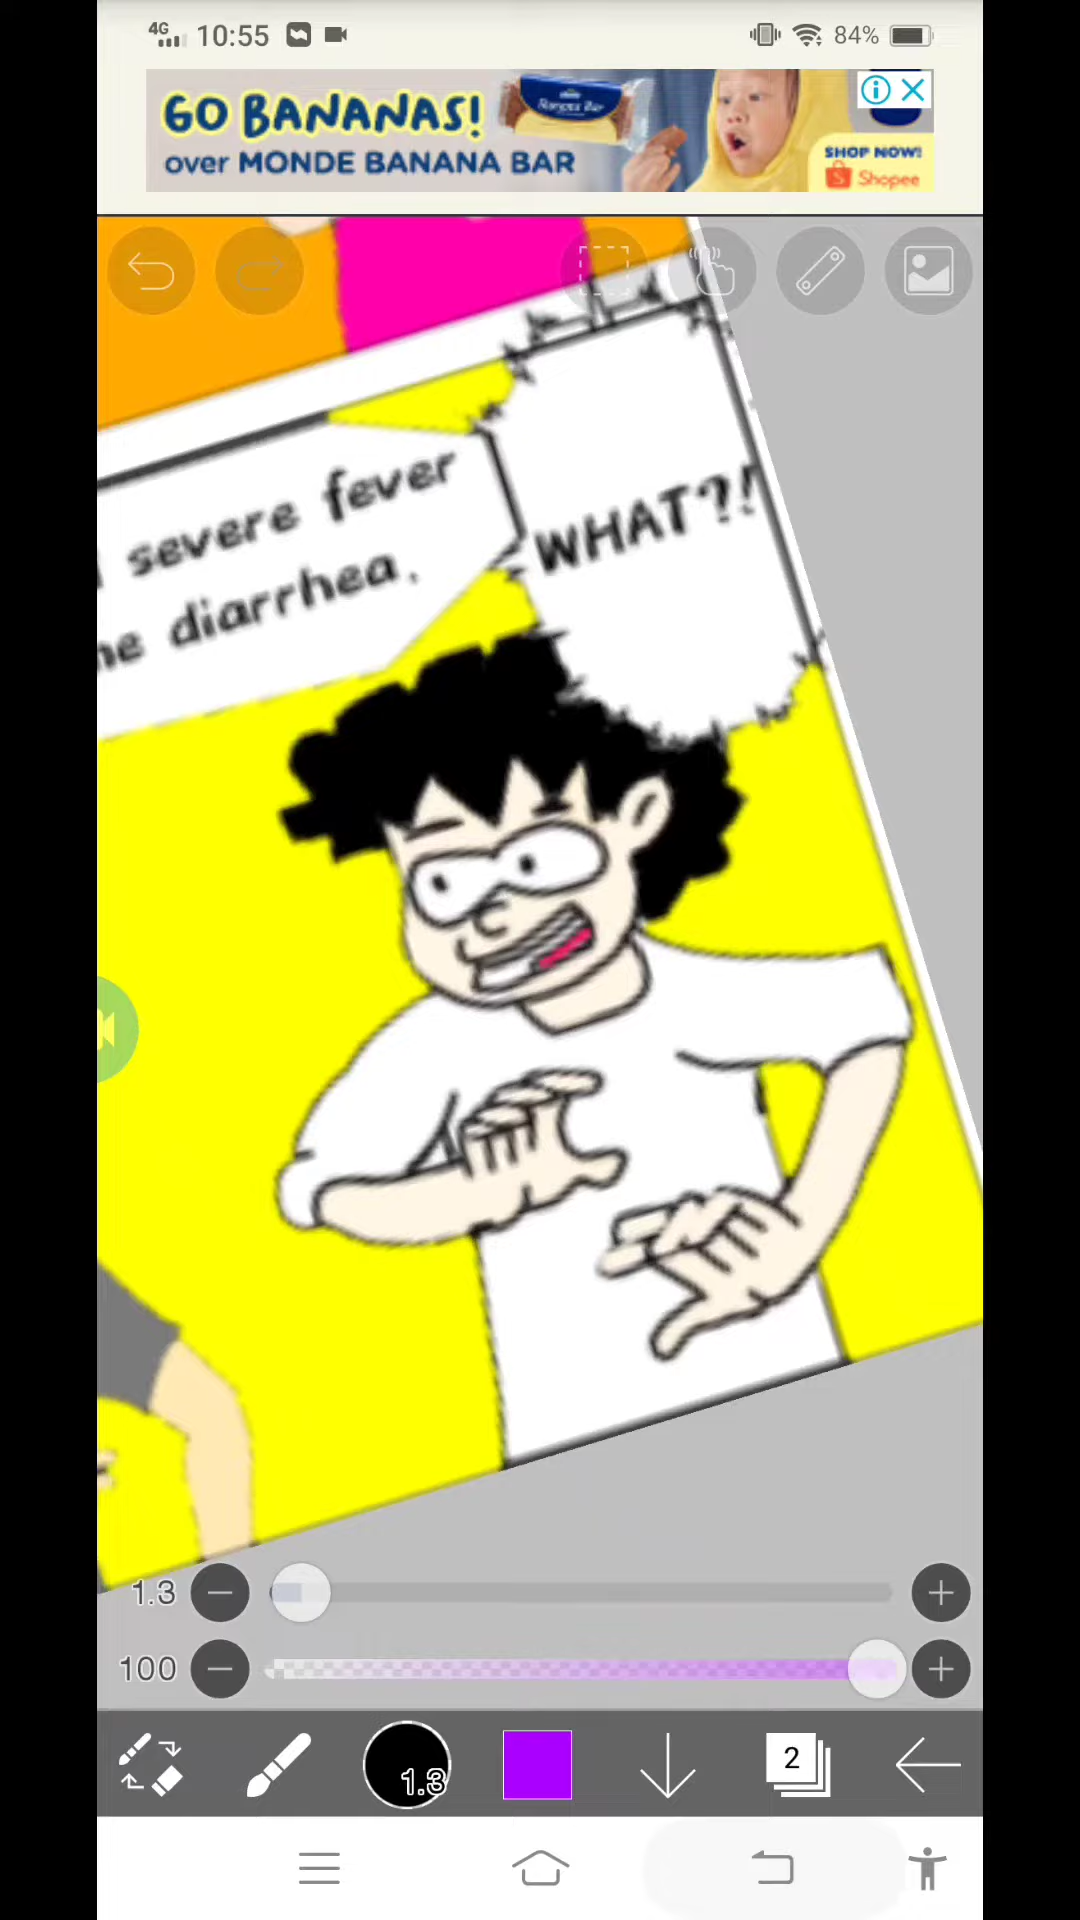 4G 10:55 84%
GO BANANAS!
over MONDE BANANA BAR
SHOP NOW!
Shopee
severe fever
diarrhea.
WHAT?!
1.3
100
1.3
2